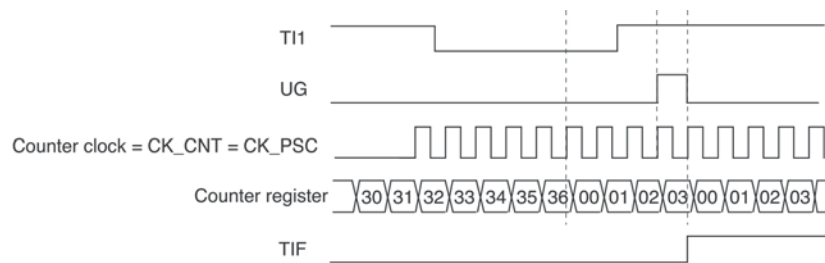 TI1
UG
Counter clock = CK_CNT = CK_PSC
Counter register 30 31 32 33 34 35 36 00 01 02 03 00 01 02 03
TIF